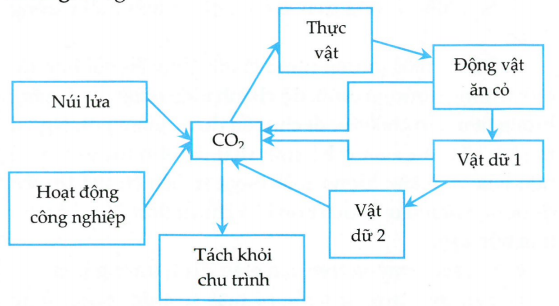 Thực
vật
Động vật
ăn cỏ
Núi lửa
CO₂
Vật dữ 1
Hoạt động
công nghiệp
Vật
dữ 2
Tách khỏi
chu trình